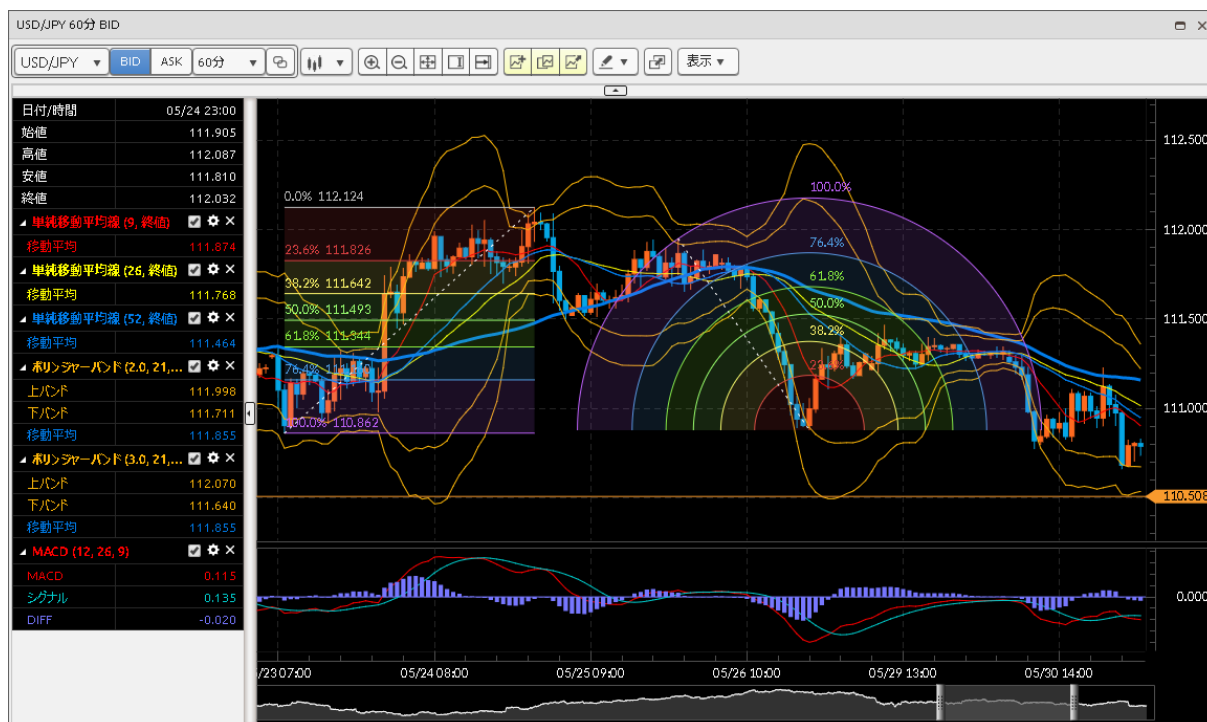 USD/JPY 60分 BID
USD/JPY BID ASK 60分 表示
日付/時間 05/24 23:00
始値 111.905
高値 112.087
安値 111.810
終値 112.032
単純移動平均線 (9, 終値)
移動平均 111.874
単純移動平均線 (26, 終値)
移動平均 111.768
単純移動平均線 (52, 終値)
移動平均 111.464
ボリンジャーバンド (2.0, 21,...
上バンド 111.998
下バンド 111.711
移動平均 111.855
ボリンジャーバンド (3.0, 21,...
上バンド 112.070
下バンド 111.640
移動平均 111.855
MACD (12, 26, 9)
MACD 0.115
シグナル 0.135
DIFF -0.020
0.0% 112.124
23.6% 111.826
38.2% 111.642
50.0% 111.493
61.8% 111.344
76.4%
100.0% 110.862
100.0%
76.4%
61.8%
50.0%
38.2%
112.500
112.000
111.500
111.000
110.508
0.000
/23 07:00 05/24 08:00 05/25 09:00 05/26 10:00 05/29 13:00 05/30 14:00